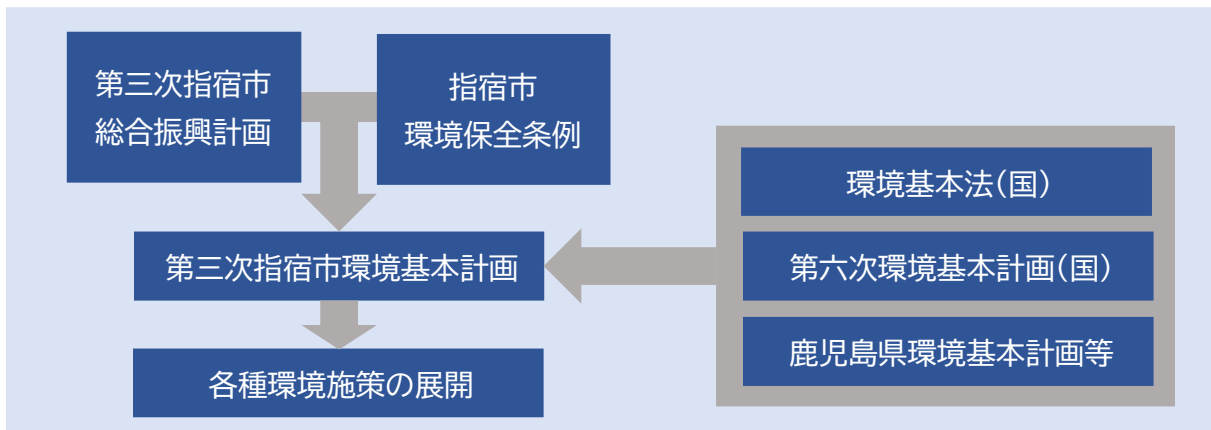 第三次指宿市
総合振興計画
指宿市
環境保全条例
環境基本法(国)
第三次指宿市環境基本計画
第六次環境基本計画(国)
鹿児島県環境基本計画等
各種環境施策の展開